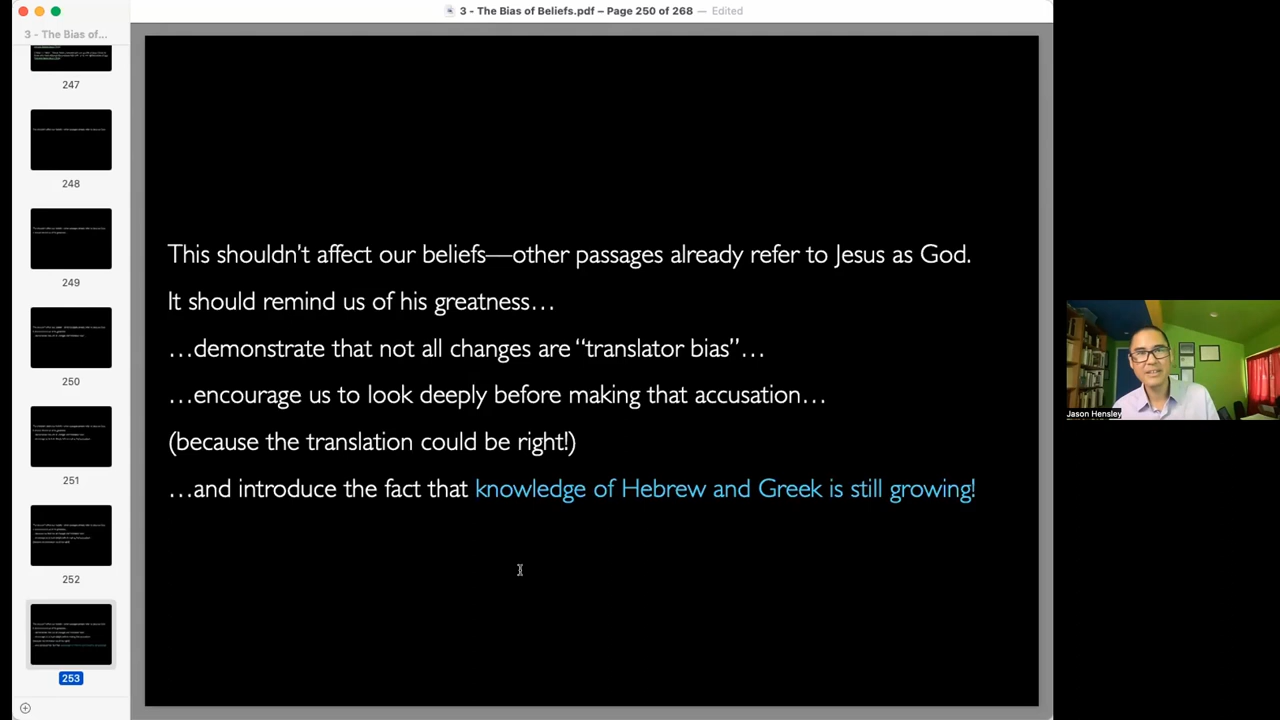 3 - The Bias of Beliefs.pdf – Page 250 of 268 — Edited
3 - The Bias of...
247
248
249
250
251
252
253
This shouldn't affect our beliefs—other passages already refer to Jesus as God.
It should remind us of his greatness…
…demonstrate that not all changes are “translator bias”…
…encourage us to look deeply before making that accusation…
(because the translation could be right!)
…and introduce the fact that knowledge of Hebrew and Greek is still growing!
Jason Hensley